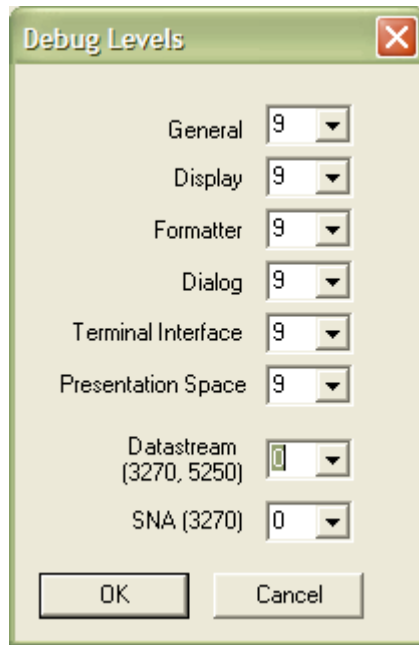 Debug Levels
General 9
Display 9
Formatter 9
Dialog 9
Terminal Interface 9
Presentation Space 9
Datastream
(3270, 5250) 0
SNA (3270) 0
OK Cancel